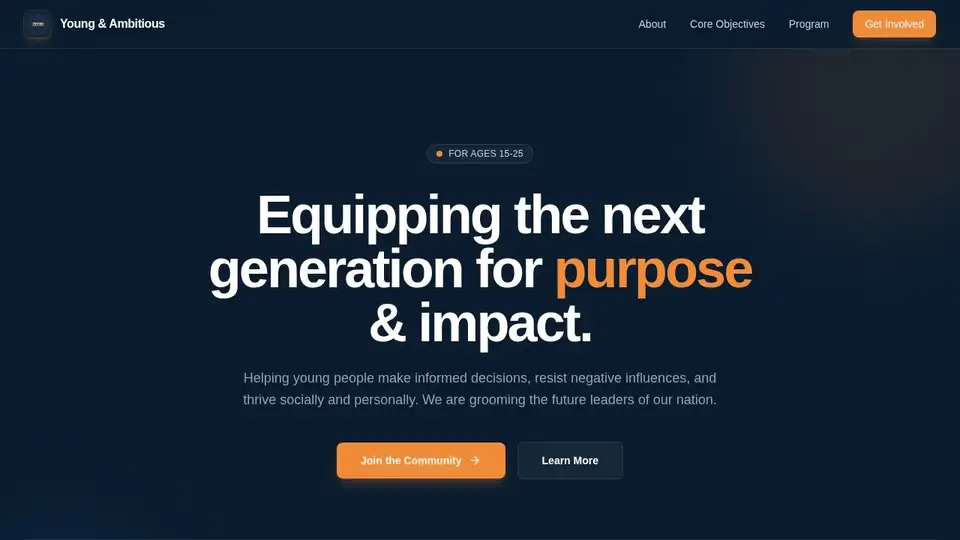 Young & Ambitious
About
Core Objectives
Program
Get Involved
FOR AGES 15-25
Equipping the next
generation for purpose
& impact.
Helping young people make informed decisions, resist negative influences, and
thrive socially and personally. We are grooming the future leaders of our nation.
Join the Community
Learn More